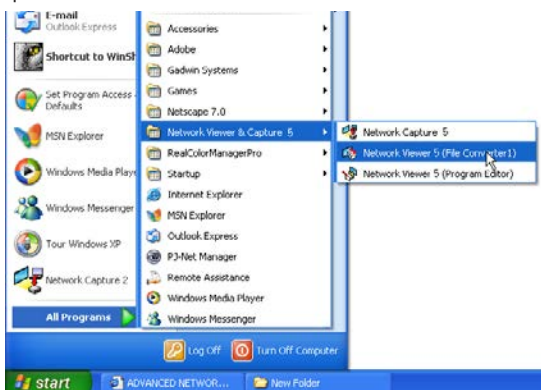 E-mail
Outlook Express
Shortcut to WinSh
Set Program Access
Defaults
MSN Explorer
Windows Media Playe
Windows Messenger
Tour Windows XP
Network Capture 2
All Programs
Accessories
Adobe
Gadwin Systems
Games
Netscape 7.0
Network Viewer & Capture 5
RealColorManagerPro
Startup
Internet Explorer
MSN Explorer
Outlook Express
PJ-Net Manager
Remote Assistance
Windows Media Player
Windows Messenger
Network Capture 5
Network Viewer 5 (File Converter1)
Network Viewer 5 (Program Editor)
Log Off
Turn Off Computer
start
ADVANCED NETWOR...
New Folder